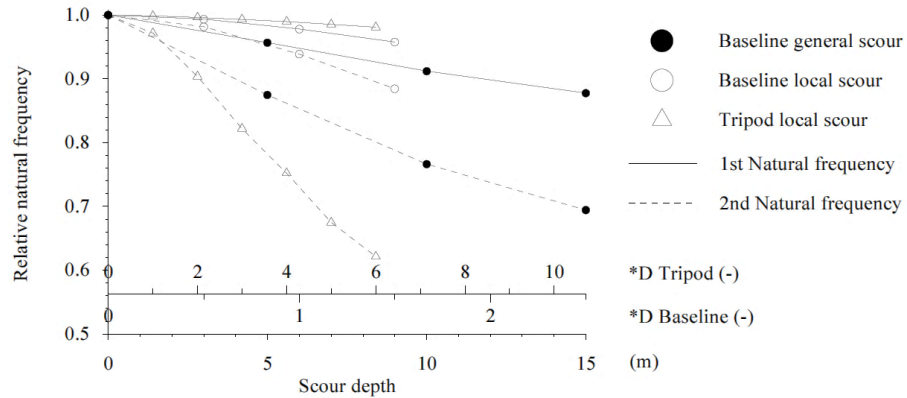 Relative natural frequency
1.0
0.9
0.8
0.7
0.6
0.5
0 2 4 6 8 10
*D Tripod (-)
0 1 2
*D Baseline (-)
0 5 10 15
(m)
Scour depth
Baseline general scour
Baseline local scour
Tripod local scour
1st Natural frequency
2nd Natural frequency